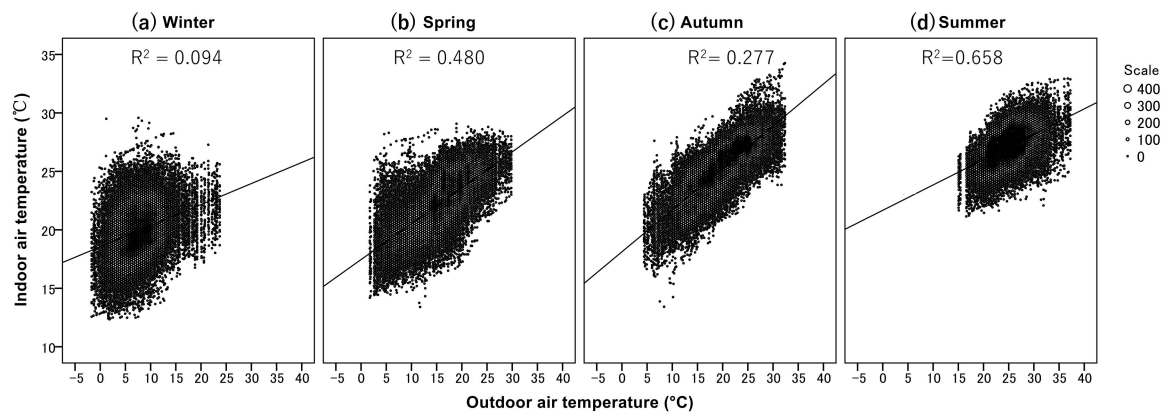 (a) Winter
(b) Spring
(c) Autumn
(d) Summer
R² = 0.094
R² = 0.480
R² = 0.277
R²=0.658
Scale
400
300
200
100
0
Indoor air temperature (℃)
35
30
25
20
15
10
-5 0 5 10 15 20 25 30 35 40
-5 0 5 10 15 20 25 30 35 40
-5 0 5 10 15 20 25 30 35 40
-5 0 5 10 15 20 25 30 35 40
Outdoor air temperature (°C)